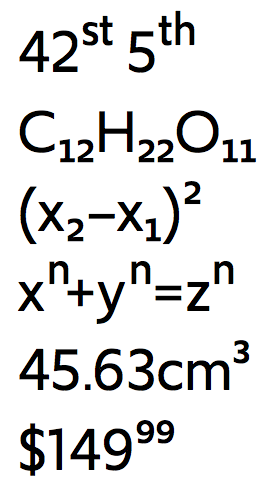 42ˢᵗ 5ᵗʰ
C₁₂H₂₂O₁₁
(x₂–x₁)²
xⁿ+yⁿ=zⁿ
45.63cm³
$149⁹⁹